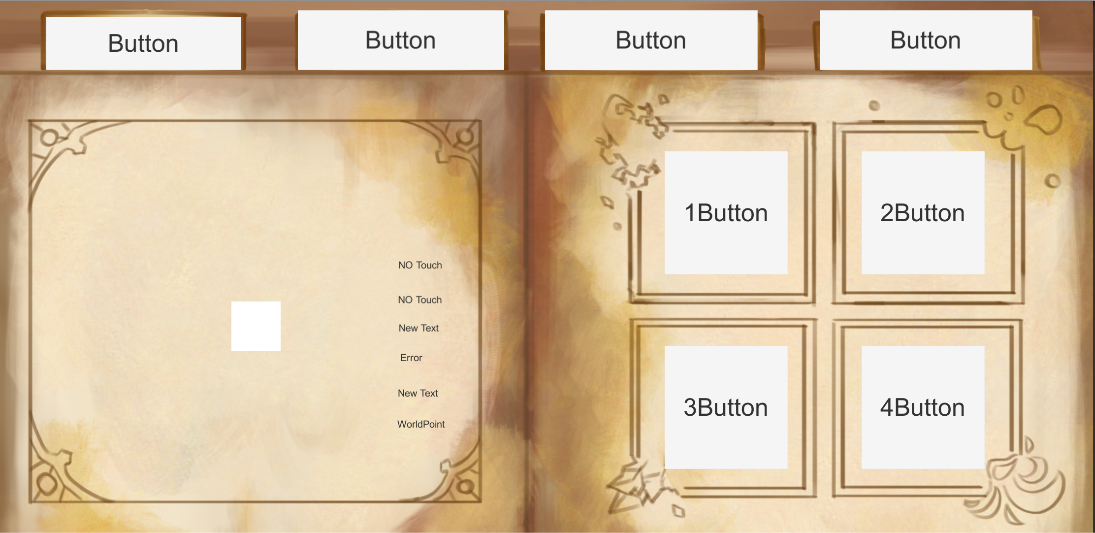 Button
Button
Button
Button
NO Touch
NO Touch
New Text
Error
New Text
WorldPoint
1Button
2Button
3Button
4Button